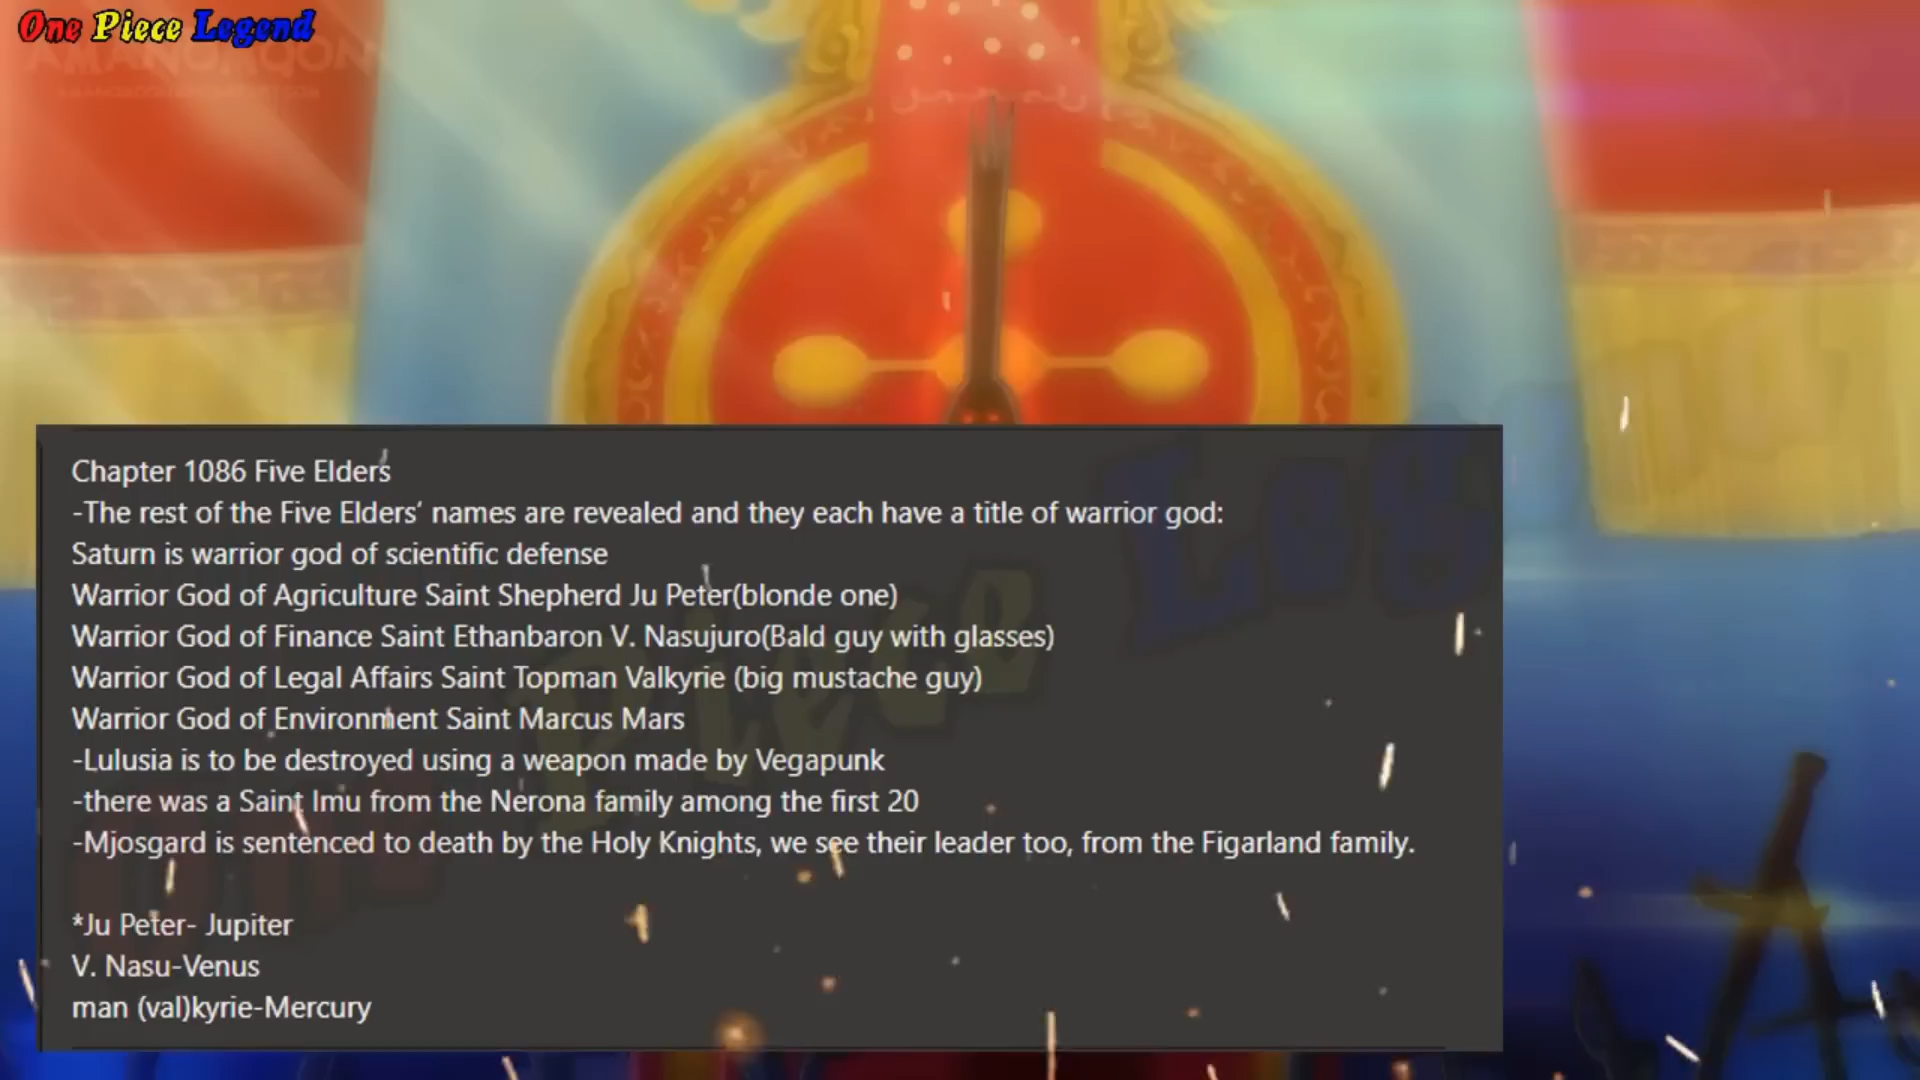 One Piece Legend
Chapter 1086 Five Elders
-The rest of the Five Elders’ names are revealed and they each have a title of warrior god:
Saturn is warrior god of scientific defense
Warrior God of Agriculture Saint Shepherd Ju Peter(blonde one)
Warrior God of Finance Saint Ethanbaron V. Nasujuro(Bald guy with glasses)
Warrior God of Legal Affairs Saint Topman Valkyrie (big mustache guy)
Warrior God of Environment Saint Marcus Mars
-Lulusia is to be destroyed using a weapon made by Vegapunk
-there was a Saint Imu from the Nerona family among the first 20
-Mjosgard is sentenced to death by the Holy Knights, we see their leader too, from the Figarland family.
*Ju Peter- Jupiter
V. Nasu-Venus
man (val)kyrie-Mercury